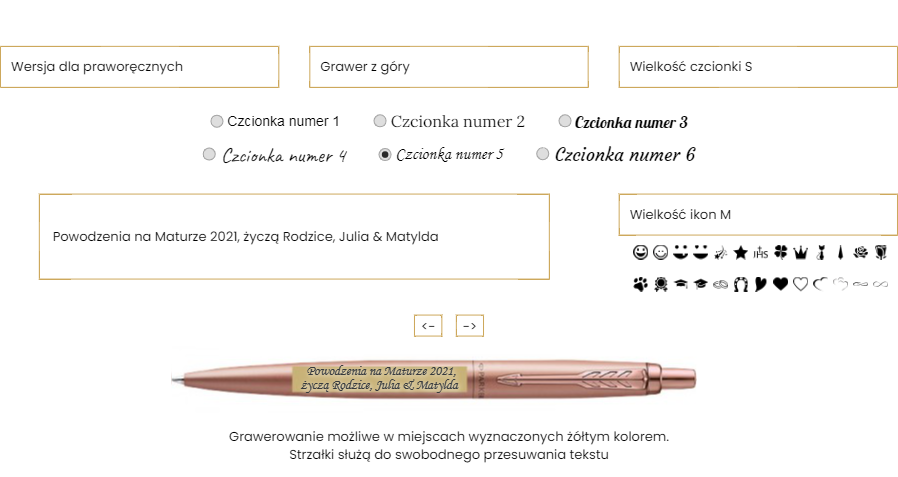 Wersja dla praworęcznych
Grawer z góry
Wielkość czcionki S
Czcionka numer 1
Czcionka numer 2
Czcionka numer 3
Czcionka numer 4
Czcionka numer 5
Czcionka numer 6
Powodzenia na Maturze 2021, życzą Rodzice, Julia & Matylda
Wielkość ikon M
IHS
<-
->
Powodzenia na Maturze 2021,
życzą Rodzice, Julia & Matylda
PARKER
Grawerowanie możliwe w miejscach wyznaczonych żółtym kolorem.
Strzałki służą do swobodnego przesuwania tekstu